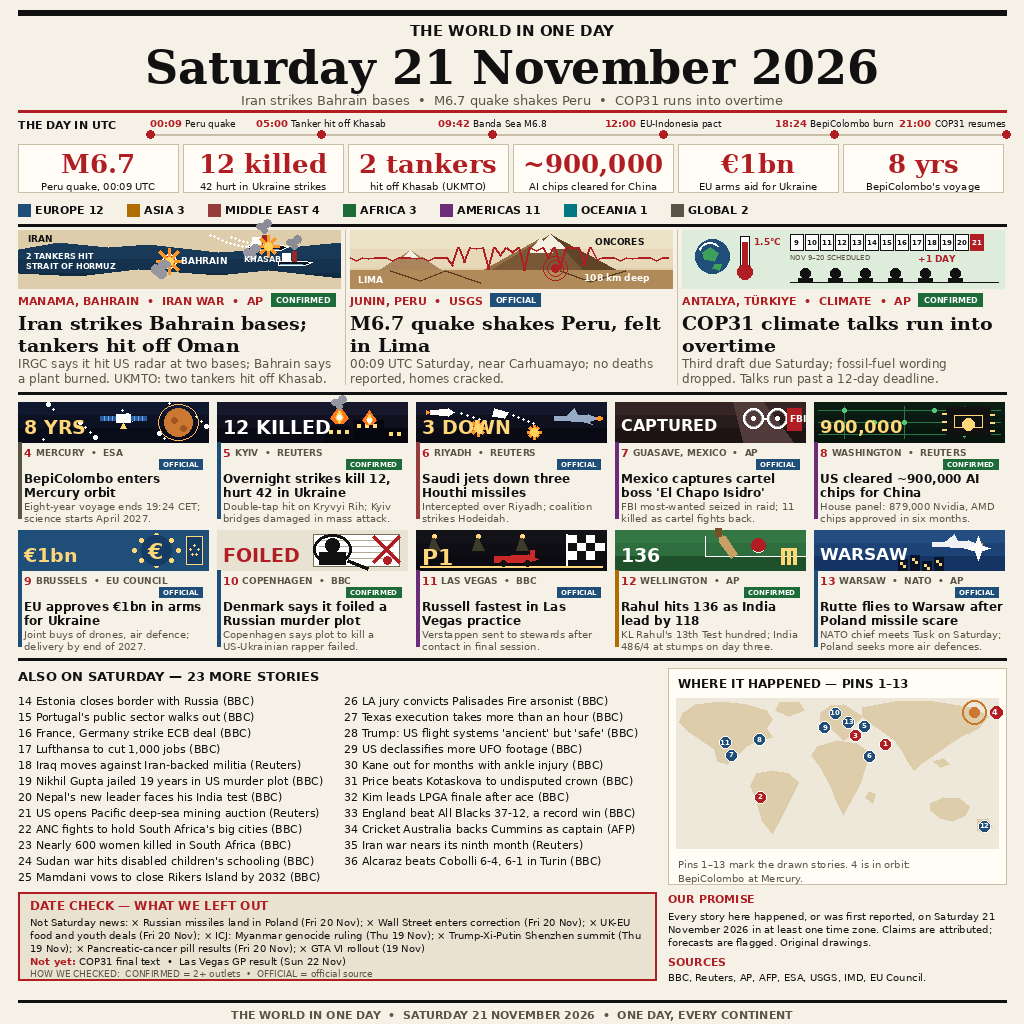 THE WORLD IN ONE DAY
Saturday 21 November 2026
Iran strikes Bahrain bases • M6.7 quake shakes Peru • COP31 runs into overtime
THE DAY IN UTC
00:09 Peru quake
05:00 Tanker hit off Khasab
09:42 Banda Sea M6.8
12:00 EU-Indonesia pact
18:24 BepiColombo burn
21:00 COP31 resumes
M6.7
Peru quake, 00:09 UTC
12 killed
42 hurt in Ukraine strikes
2 tankers
hit off Khasab (UKMTO)
~900,000
AI chips cleared for China
€1bn
EU arms aid for Ukraine
8 yrs
BepiColombo's voyage
EUROPE 12
ASIA 3
MIDDLE EAST 4
AFRICA 3
AMERICAS 11
OCEANIA 1
GLOBAL 2
IRAN
2 TANKERS HIT
STRAIT OF HORMUZ
BAHRAIN
KHASAB
MANAMA, BAHRAIN • IRAN WAR • AP
CONFIRMED
Iran strikes Bahrain bases;
tankers hit off Oman
IRGC says it hit US radar at two bases; Bahrain says
a plant burned. UKMTO: two tankers hit off Khasab.
ONCORES
LIMA
108 km deep
JUNIN, PERU • USGS
OFFICIAL
M6.7 quake shakes Peru, felt
in Lima
00:09 UTC Saturday, near Carhuamayo; no deaths
reported, homes cracked.
1.5°C
9 10 11 12 13 14 15 16 17 18 19 20 21
NOV 9–20 SCHEDULED
+1 DAY
ANTALYA, TÜRKIYE • CLIMATE • AP
CONFIRMED
COP31 climate talks run into
overtime
Third draft due Saturday; fossil-fuel wording
dropped. Talks run past a 12-day deadline.
8 YRS
4 MERCURY • ESA
OFFICIAL
BepiColombo enters
Mercury orbit
Eight-year voyage ends 19:24 CET;
science starts April 2027.
12 KILLED
5 KYIV • REUTERS
CONFIRMED
Overnight strikes kill 12,
hurt 42 in Ukraine
Double-tap hit on Kryvyi Rih; Kyiv
bridges damaged in mass attack.
3 DOWN
6 RIYADH • REUTERS
OFFICIAL
Saudi jets down three
Houthi missiles
Intercepted over Riyadh; coalition
strikes Hodeidah.
CAPTURED
FBI
7 GUASAVE, MEXICO • AP
OFFICIAL
Mexico captures cartel
boss 'El Chapo Isidro'
FBI most-wanted seized in raid; 11
killed as cartel fights back.
900,000
8 WASHINGTON • REUTERS
CONFIRMED
US cleared ~900,000 AI
chips for China
House panel: 879,000 Nvidia, AMD
chips approved in six months.
€1bn
€
9 BRUSSELS • EU COUNCIL
OFFICIAL
EU approves €1bn in arms
for Ukraine
Joint buys of drones, air defence;
delivery by end of 2027.
FOILED
10 COPENHAGEN • BBC
CONFIRMED
Denmark says it foiled a
Russian murder plot
Copenhagen says plot to kill a
US-Ukrainian rapper failed.
P1
11 LAS VEGAS • BBC
OFFICIAL
Russell fastest in Las
Vegas practice
Verstappen sent to stewards after
contact in final session.
136
12 WELLINGTON • AP
CONFIRMED
Rahul hits 136 as India
lead by 118
KL Rahul's 13th Test hundred; India
486/4 at stumps on day three.
WARSAW
13 WARSAW • NATO • AP
OFFICIAL
Rutte flies to Warsaw after
Poland missile scare
NATO chief meets Tusk on Saturday;
Poland seeks more air defences.
ALSO ON SATURDAY — 23 MORE STORIES
14 Estonia closes border with Russia (BBC)
15 Portugal's public sector walks out (BBC)
16 France, Germany strike ECB deal (BBC)
17 Lufthansa to cut 1,000 jobs (BBC)
18 Iraq moves against Iran-backed militia (Reuters)
19 Nikhil Gupta jailed 19 years in US murder plot (BBC)
20 Nepal's new leader faces his India test (BBC)
21 US opens Pacific deep-sea mining auction (Reuters)
22 ANC fights to hold South Africa's big cities (BBC)
23 Nearly 600 women killed in South Africa (BBC)
24 Sudan war hits disabled children's schooling (BBC)
25 Mamdani vows to close Rikers Island by 2032 (BBC)
26 LA jury convicts Palisades Fire arsonist (BBC)
27 Texas execution takes more than an hour (BBC)
28 Trump: US flight systems 'ancient' but 'safe' (BBC)
29 US declassifies more UFO footage (BBC)
30 Kane out for months with ankle injury (BBC)
31 Price beats Kotaskova to undisputed crown (BBC)
32 Kim leads LPGA finale after ace (BBC)
33 England beat All Blacks 37-12, a record win (BBC)
34 Cricket Australia backs Cummins as captain (AFP)
35 Iran war nears its ninth month (Reuters)
36 Alcaraz beats Cobolli 6-4, 6-1 in Turin (BBC)
WHERE IT HAPPENED — PINS 1–13
10
13
5
9
3
4
11
8
1
7
6
2
12
Pins 1–13 mark the drawn stories. 4 is in orbit:
BepiColombo at Mercury.
DATE CHECK — WHAT WE LEFT OUT
Not Saturday news: × Russian missiles land in Poland (Fri 20 Nov); × Wall Street enters correction (Fri 20 Nov); × UK-EU
food and youth deals (Fri 20 Nov); × ICJ: Myanmar genocide ruling (Thu 19 Nov); × Trump-Xi-Putin Shenzhen summit (Thu
19 Nov); × Pancreatic-cancer pill results (Fri 20 Nov); × GTA VI rollout (19 Nov)
Not yet: COP31 final text • Las Vegas GP result (Sun 22 Nov)
HOW WE CHECKED: CONFIRMED = 2+ outlets • OFFICIAL = official source
OUR PROMISE
Every story here happened, or was first reported, on Saturday 21
November 2026 in at least one time zone. Claims are attributed;
forecasts are flagged. Original drawings.
SOURCES
BBC, Reuters, AP, AFP, ESA, USGS, IMD, EU Council.
THE WORLD IN ONE DAY • SATURDAY 21 NOVEMBER 2026 • ONE DAY, EVERY CONTINENT